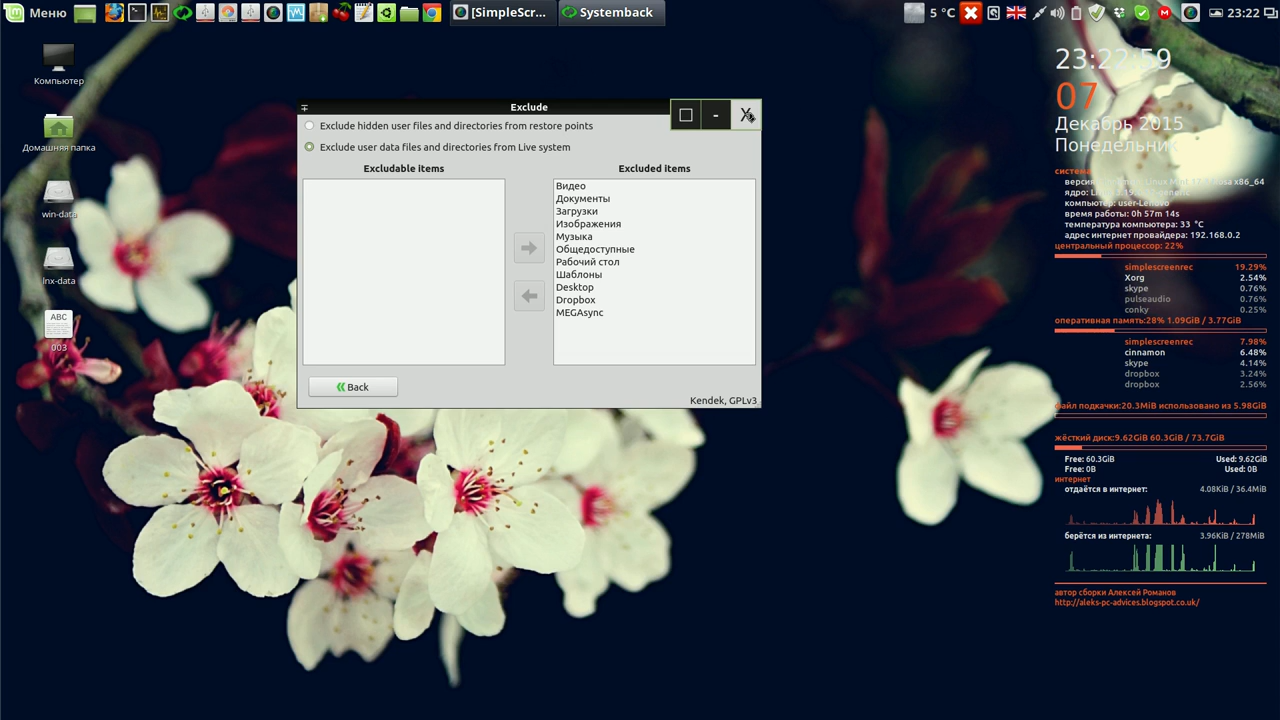 Меню
[SimpleScr...
Systemback
5 °C
23:22
Компьютер
Домашняя папка
win-data
lnx-data
ABC
003
Exclude
□ - X
Exclude hidden user files and directories from restore points
Exclude user data files and directories from Live system
Excludable items
Excluded items
Видео
Документы
Загрузки
Изображения
Музыка
Общедоступные
Рабочий стол
Шаблоны
Desktop
Dropbox
MEGAsync
Back
Kendek, GPLv3
23:22:59
07
Декабрь 2015
Понедельник
система
x86_64
ядро:
компьютер: user-Lenovo
время работы: 0h 57m 14s
температура компьютера: 33 °C
адрес интернет провайдера: 192.168.0.2
центральный процессор: 22%
simplescreenrec 19.29%
Xorg 2.54%
skype 0.76%
pulseaudio 0.76%
conky 0.25%
оперативная память:28% 1.09GiB / 3.77GiB
simplescreenrec 7.98%
cinnamon 6.48%
skype 4.14%
dropbox 3.24%
dropbox 2.56%
файл подкачки:20.3MiB использовано из 5.98GiB
жёсткий диск:9.62GiB 60.3GiB / 73.7GiB
Free: 60.3GiB Used: 9.62GiB
Free: 0B Used: 0B
интернет
отдаётся в интернет: 4.08KiB / 36.4MiB
берётся из интернета: 3.96KiB / 278MiB
автор сборки Алексей Романов
http://aleks-pc-advices.blogspot.co.uk/